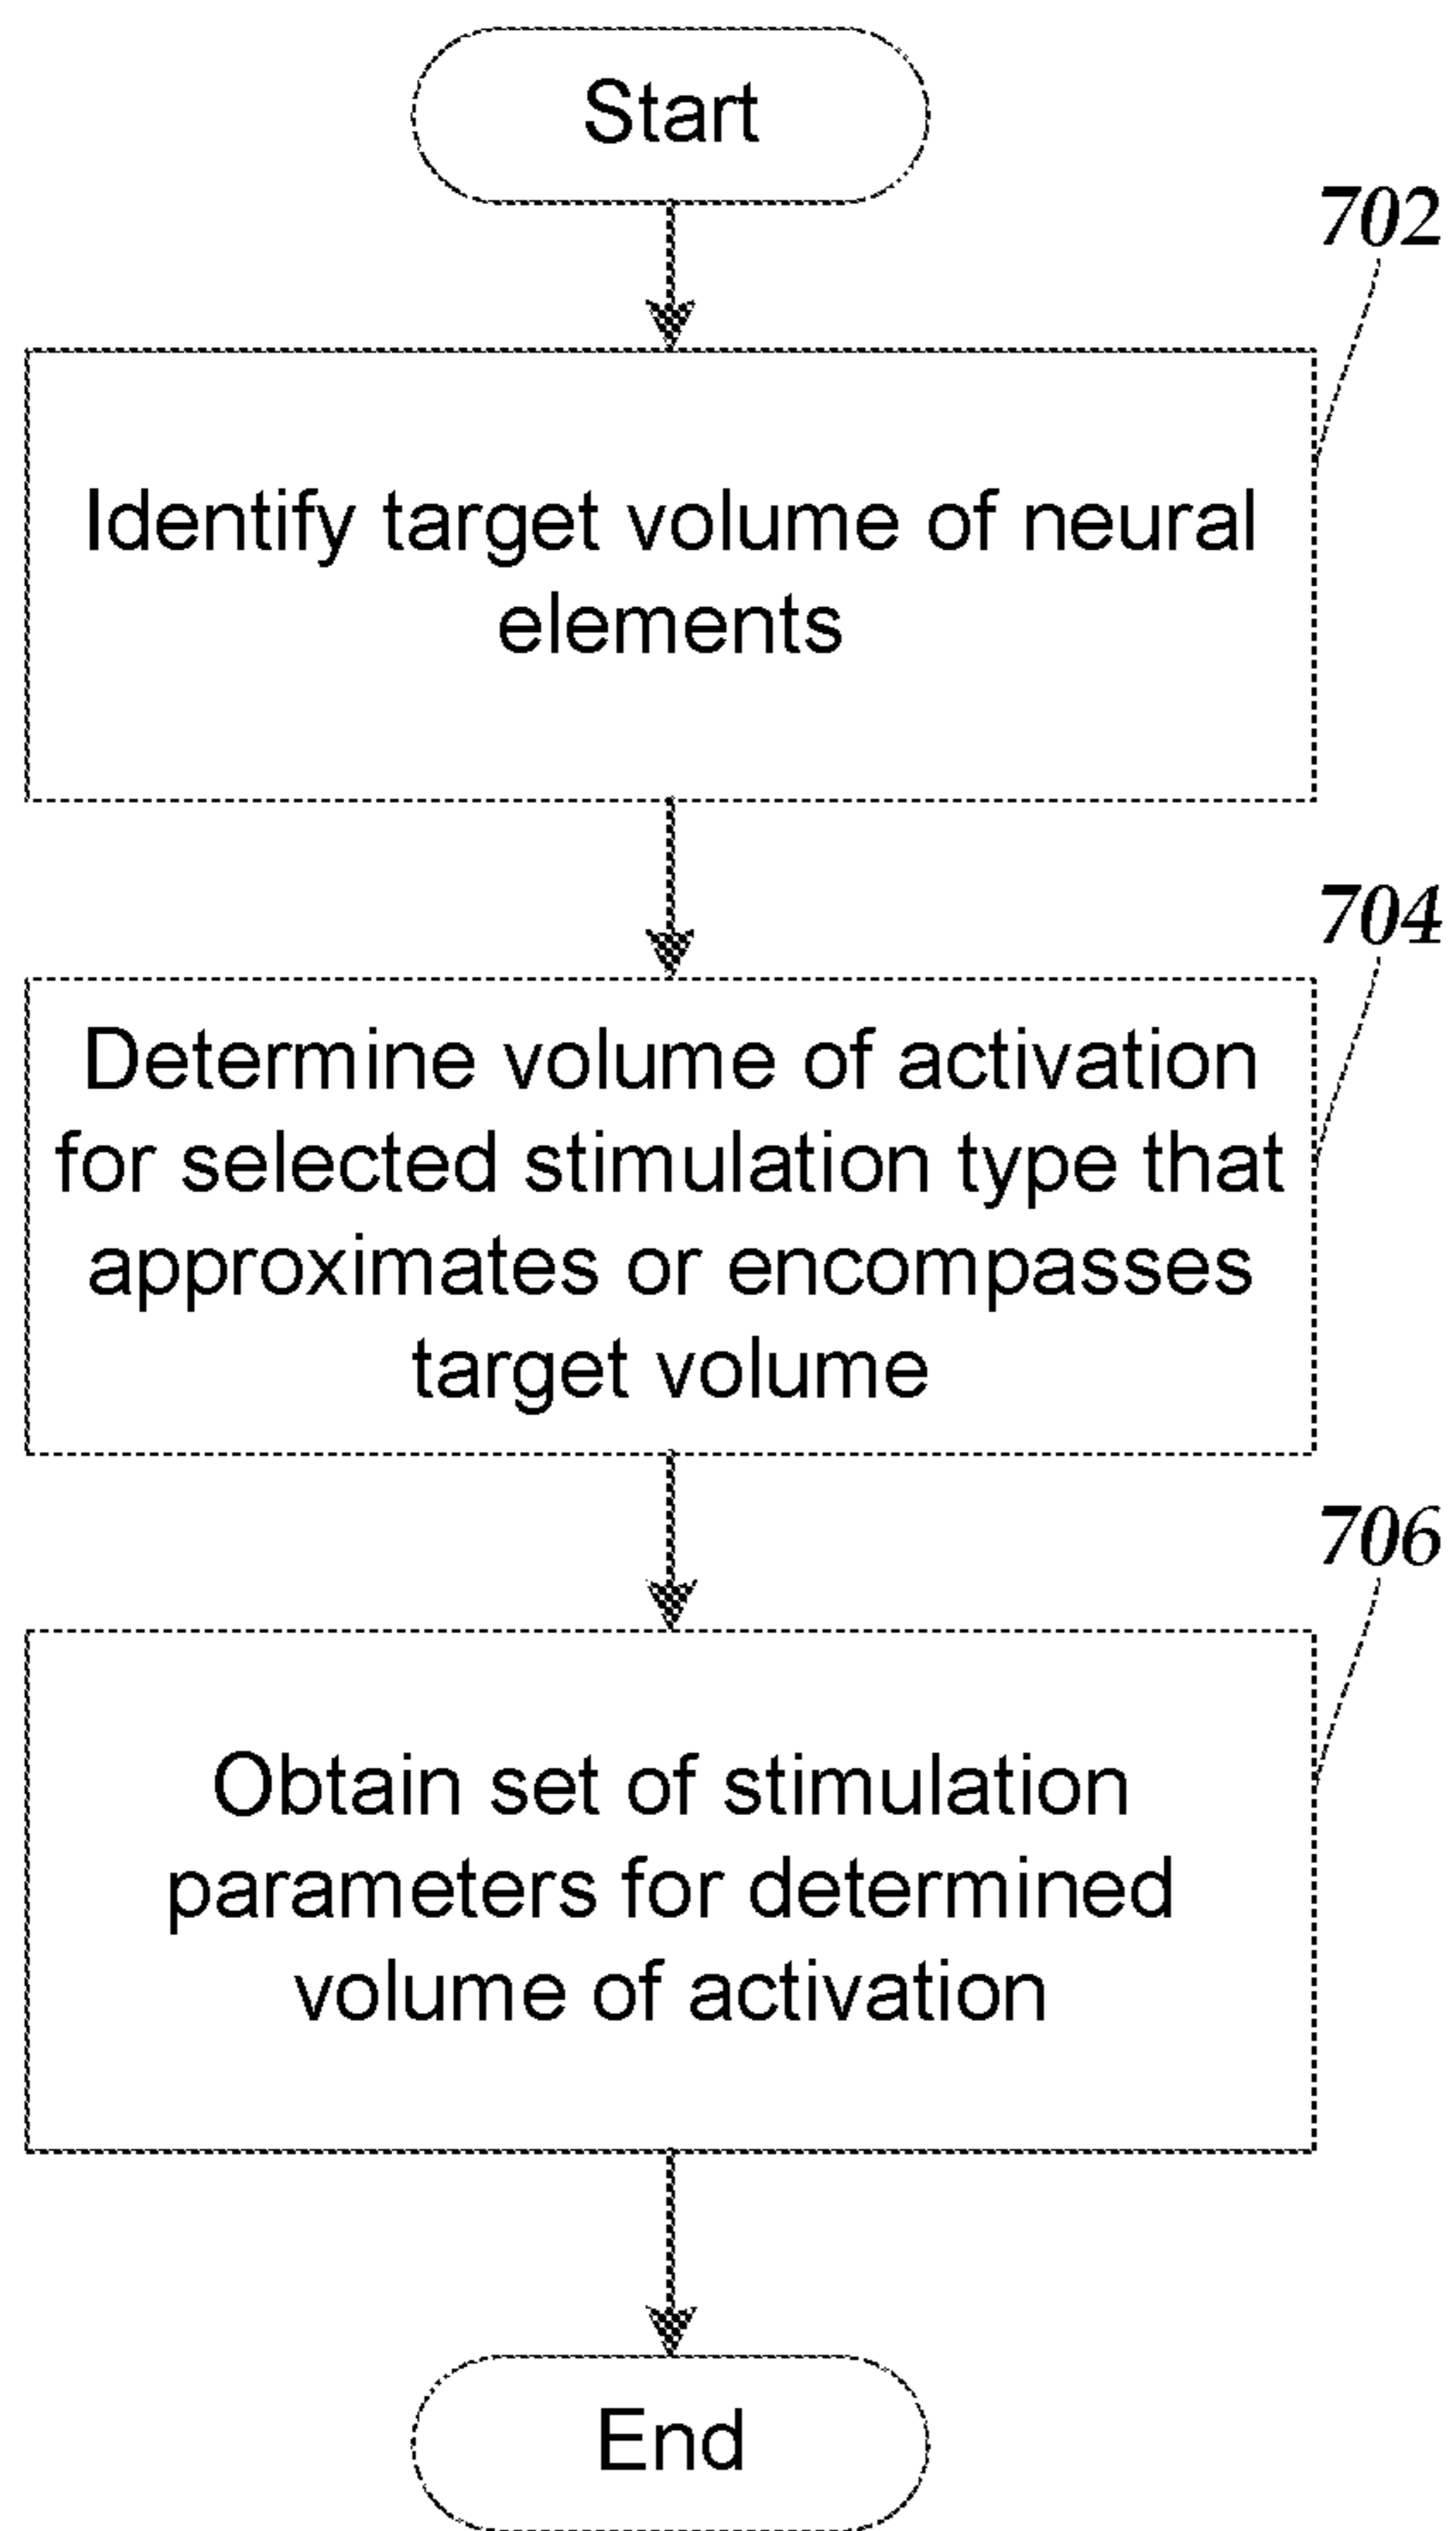 Start
702
Identify target volume of neural
elements
704
Determine volume of activation
for selected stimulation type that
approximates or encompasses
target volume
706
Obtain set of stimulation
parameters for determined
volume of activation
End